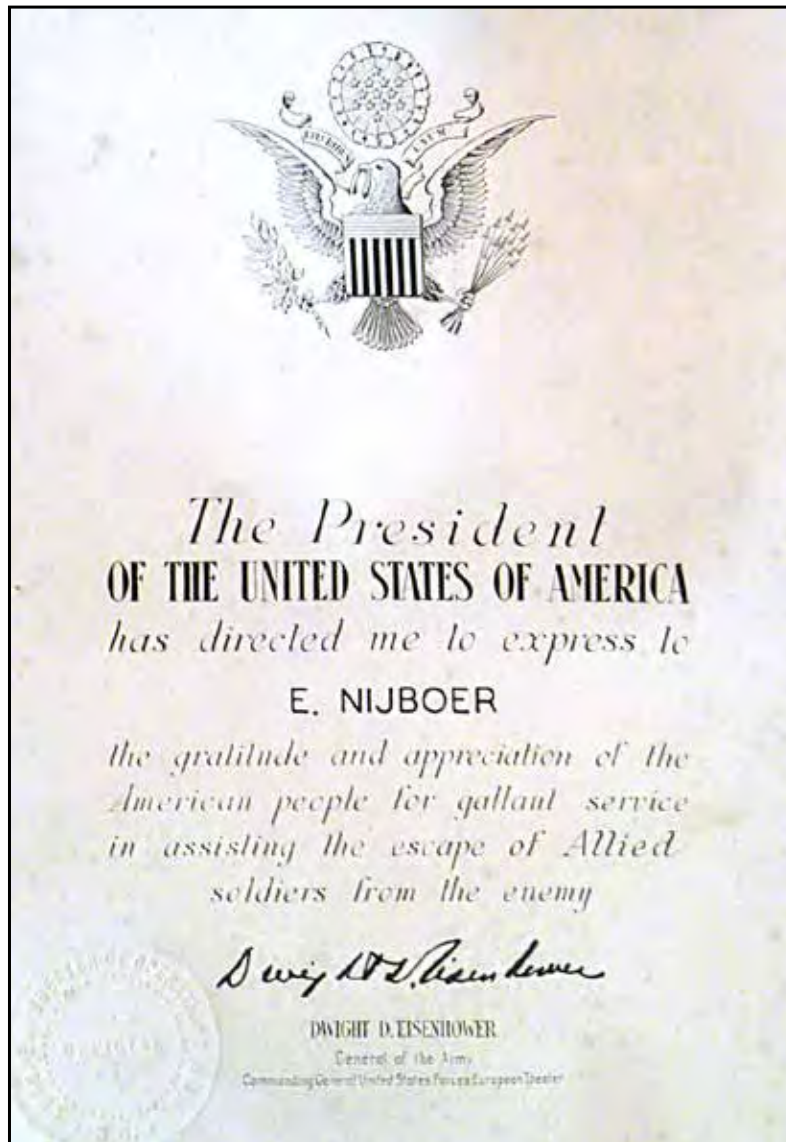 The President
OF THE UNITED STATES OF AMERICA
has directed me to express to
E. NIJBOER
the gratitude and appreciation of the
American people for gallant service
in assisting the escape of Allied
soldiers from the enemy
Dwight D. Eisenhower
DWIGHT D. EISENHOWER
General of the Army
Commanding General United States Forces European Theater